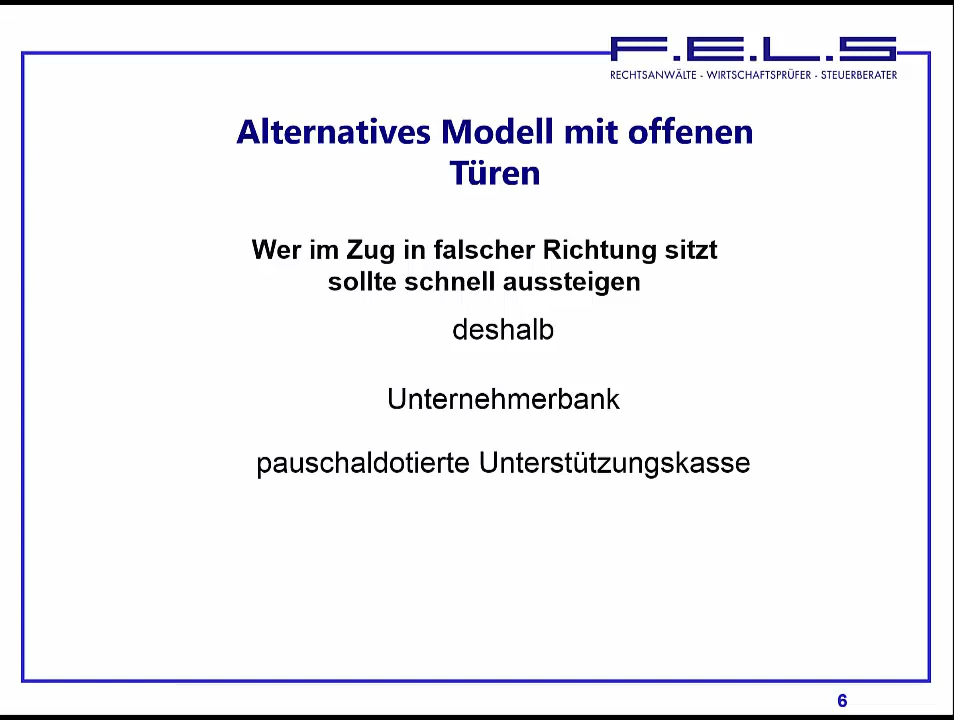 F.E.L.S
RECHTSANWÄLTE - WIRTSCHAFTSPRÜFER - STEUERBERATER
Alternatives Modell mit offenen
Türen
Wer im Zug in falscher Richtung sitzt
sollte schnell aussteigen
deshalb
Unternehmerbank
pauschaldotierte Unterstützungskasse
6